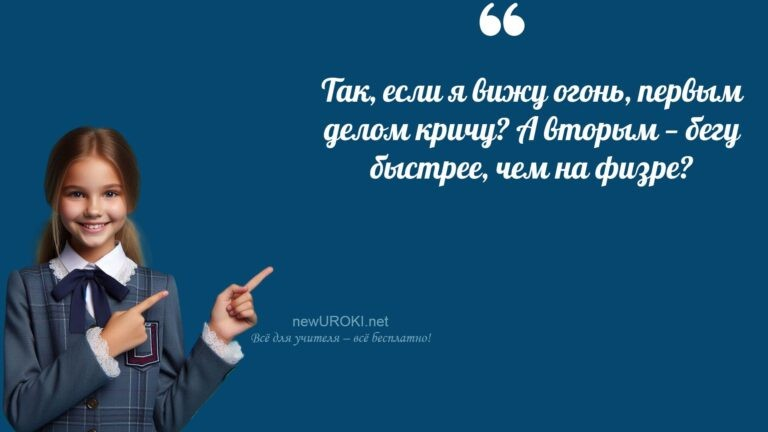 “
Так, если я вижу огонь, первым
делом кричу? А вторым – бегу
быстрее, чем на физре?
newUROKI.net
Всё для учителя – всё бесплатно!